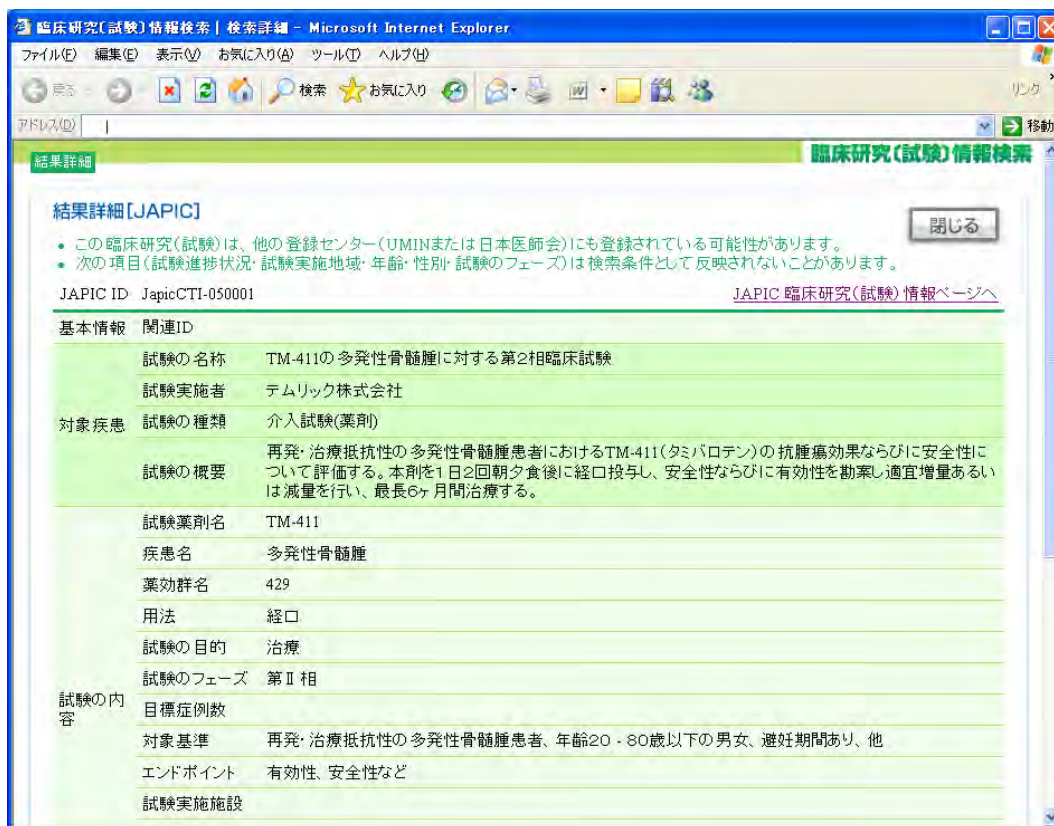 臨床研究(試験)情報検索 | 検索詳細 - Microsoft Internet Explorer
ファイル(F) 編集(E) 表示(V) お気に入り(A) ツール(T) ヘルプ(H)
戻る 検索 お気に入り リンク
アドレス(D) 移動
結果詳細 臨床研究(試験)情報検索
結果詳細[JAPIC]
閉じる
• この臨床研究(試験)は、他の登録センター(UMINまたは日本医師会)にも登録されている可能性があります。
• 次の項目(試験進捗状況・試験実施地域・年齢・性別・試験のフェーズ)は検索条件として反映されないことがあります。
JAPIC ID JapicCTI-050001 JAPIC 臨床研究(試験)情報ページへ
基本情報 関連ID
対象疾患
試験の名称 TM-411の多発性骨髄腫に対する第2相臨床試験
試験実施者 テムリック株式会社
試験の種類 介入試験(薬剤)
試験の概要 再発・治療抵抗性の多発性骨髄腫患者におけるTM-411(タミバロテン)の抗腫瘍効果ならびに安全性に
ついて評価する。本剤を1日2回朝夕食後に経口投与し、安全性ならびに有効性を勘案し適宜増量あるい
は減量を行い、最長6ヶ月間治療する。
試験の内
容
試験薬剤名 TM-411
疾患名 多発性骨髄腫
薬効群名 429
用法 経口
試験の目的 治療
試験のフェーズ 第Ⅱ相
目標症例数
対象基準 再発・治療抵抗性の多発性骨髄腫患者、年齢20-80歳以下の男女、避妊期間あり、他
エンドポイント 有効性、安全性など
試験実施施設